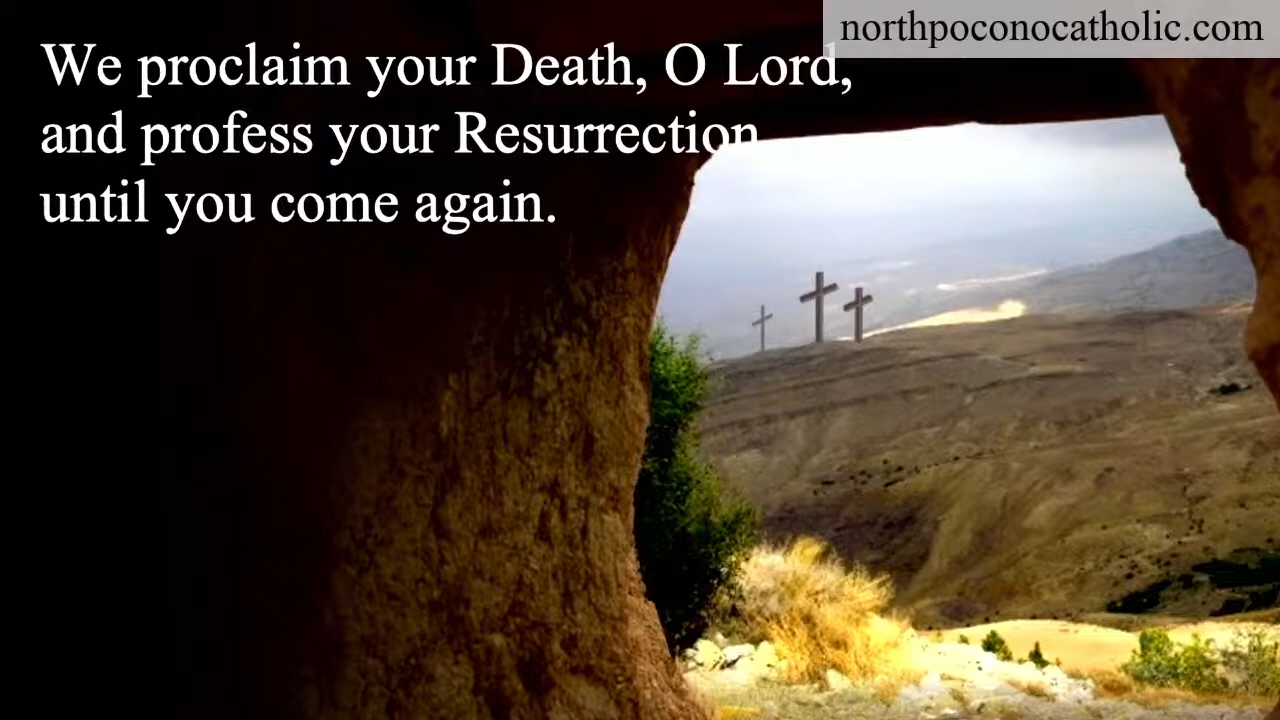 northpoconocatholic.com
We proclaim your Death, O Lord,
and profess your Resurrection
until you come again.